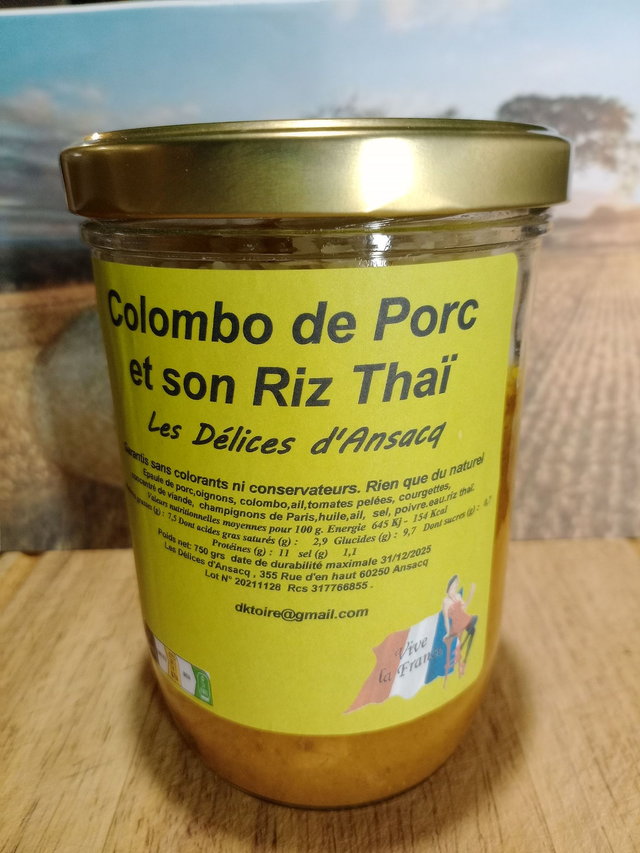 Colombo de Porc
et son Riz Thaï
Les Délices d'Ansacq
Garantis sans colorants ni conservateurs. Rien que du naturel
Epaule de porc,oignons, colombo,ail,tomates pelées, courgettes,
concentré de viande, champignons de Paris,huile,ail, sel, poivre.eau.riz thaï.
Valeurs nutritionnelles moyennes pour 100 g. Energie 645 Kj - 154 Kcal
grasses (g) : 7,5 Dont acides gras saturés (g) : 2,9 Glucides (g) : 9,7 Dont sucres (g) :
Protéines (g) : 11 sel (g) 1,1
Poids net: 750 grs date de durabilité maximale 31/12/2025
Les Délices d'Ansacq , 355 Rue d'en haut 60250 Ansacq
Lot N° 20211128 Rcs 317766855 .
dktoire@gmail.com
Vive
la France